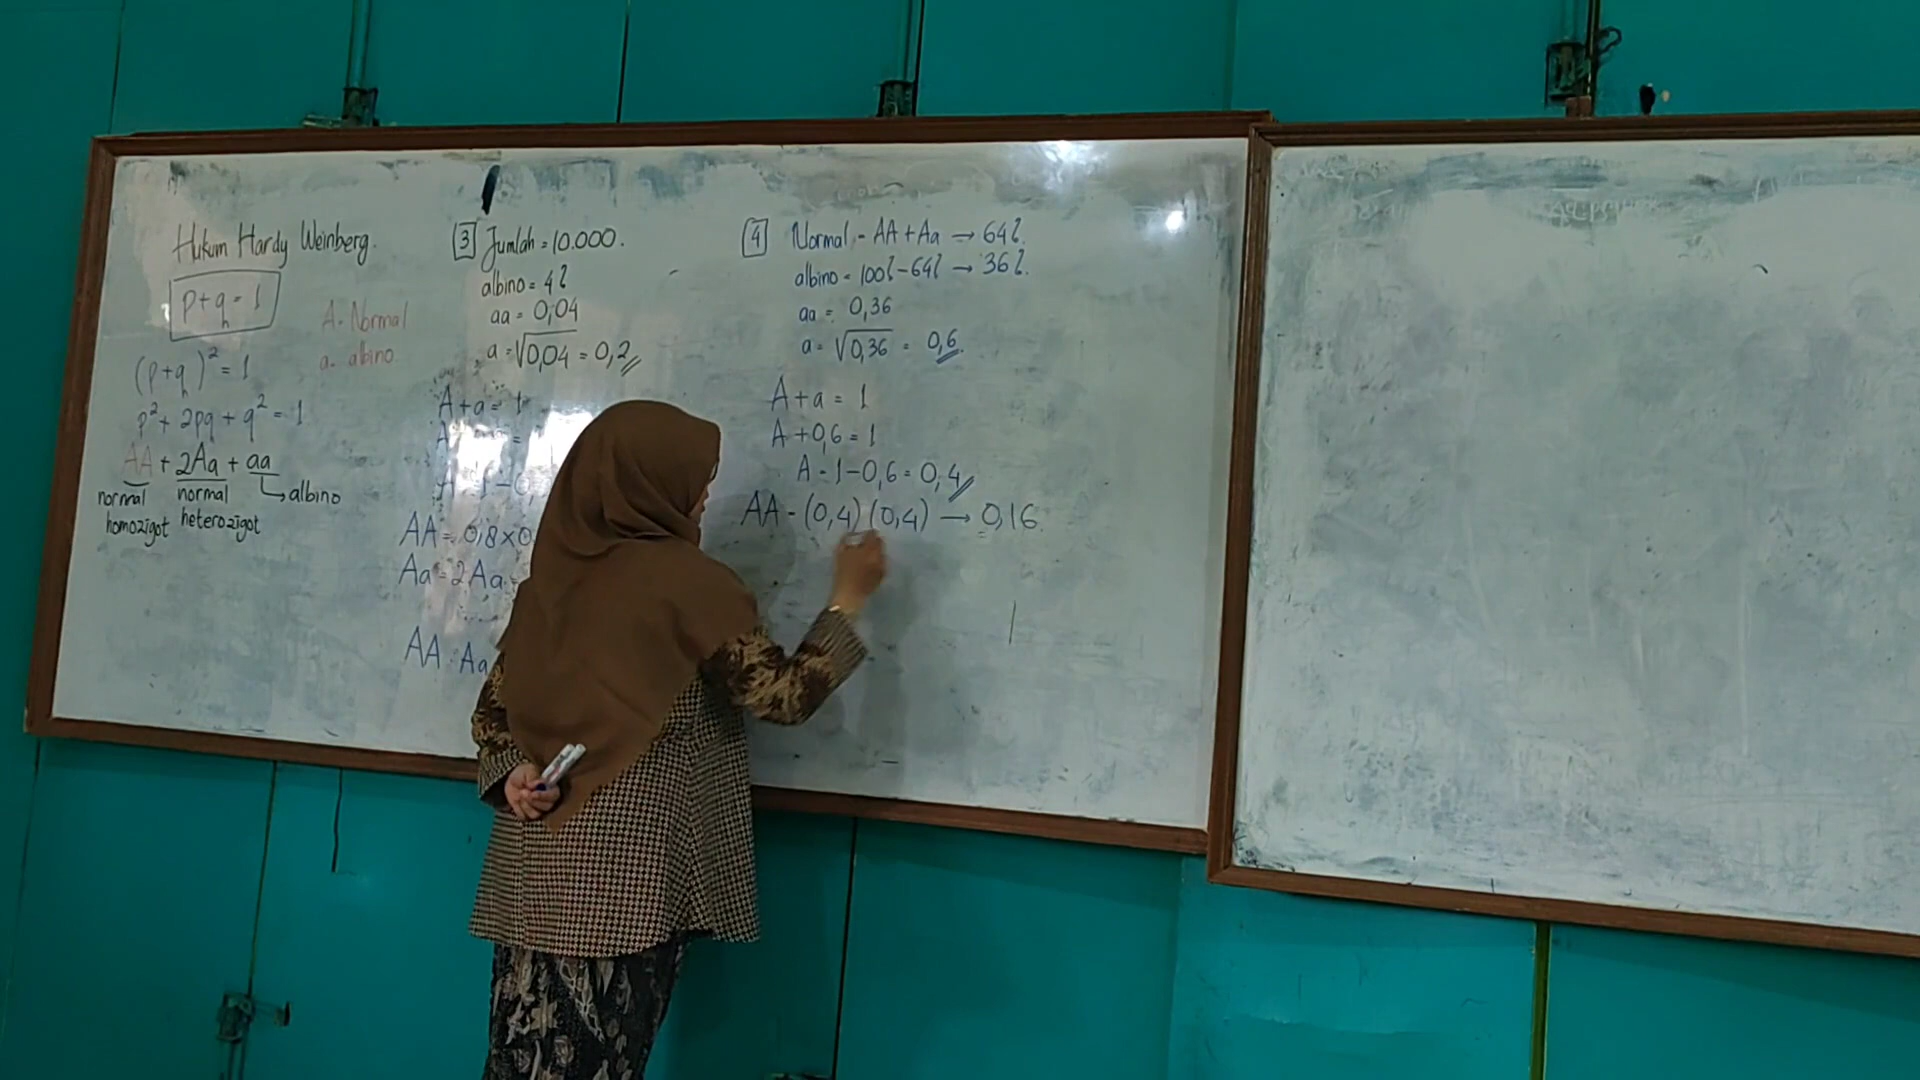 Hukum Hardy Weinberg.
p+q = 1
A = Normal
a = albino
(p+q)² = 1
p² + 2pq + q² = 1
AA + 2Aa + aa
normal homozigot
normal heterozigot
albino
3 Jumlah = 10.000.
albino = 4%
aa = 0,04
a = √0,04 = 0,2
A + a = 1
A
AA = 0,8 x 0
Aa = 2Aa
AA : Aa
4 Normal = AA + Aa → 64%.
albino = 100% - 64% → 36%.
aa = 0,36
a = √0,36 = 0,6
A + a = 1
A + 0,6 = 1
A = 1 - 0,6 = 0,4
AA = (0,4) (0,4) → 0,16.